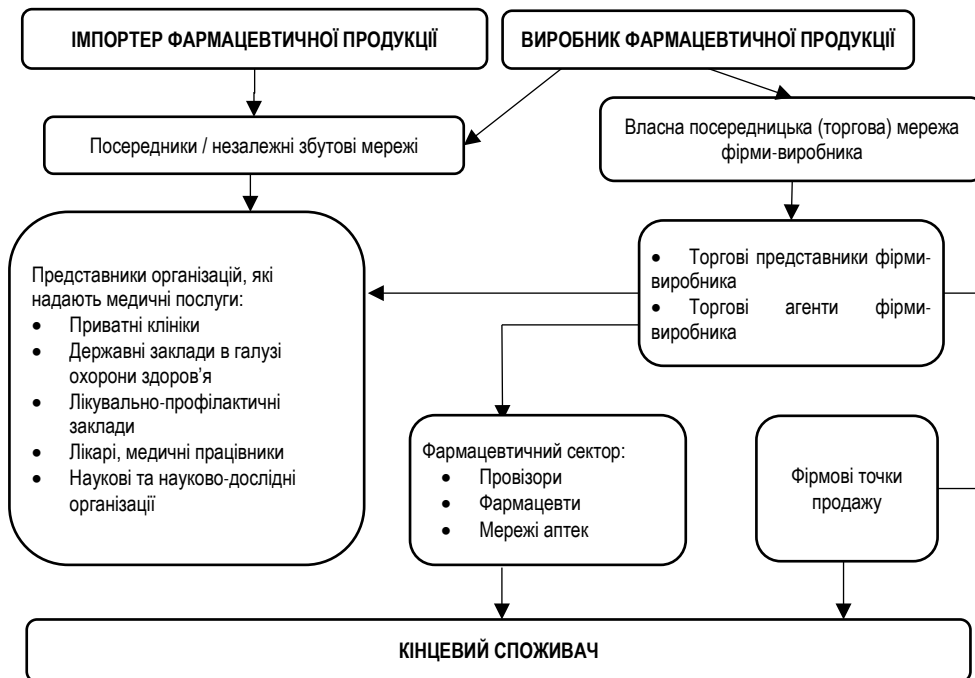 ІМПОРТЕР ФАРМАЦЕВТИЧНОЇ ПРОДУКЦІЇ
ВИРОБНИК ФАРМАЦЕВТИЧНОЇ ПРОДУКЦІЇ
Посередники / незалежні збутові мережі
Власна посередницька (торгова) мережа
фірми-виробника
Представники організацій, які
надають медичні послуги:
• Приватні клініки
• Державні заклади в галузі
охорони здоров’я
• Лікувально-профілактичні
заклади
• Лікарі, медичні працівники
• Наукові та науково-дослідні
організації
• Торгові представники фірми-
виробника
• Торгові агенти фірми-
виробника
Фармацевтичний сектор:
• Провізори
• Фармацевти
• Мережі аптек
Фірмові точки
продажу
КІНЦЕВИЙ СПОЖИВАЧ